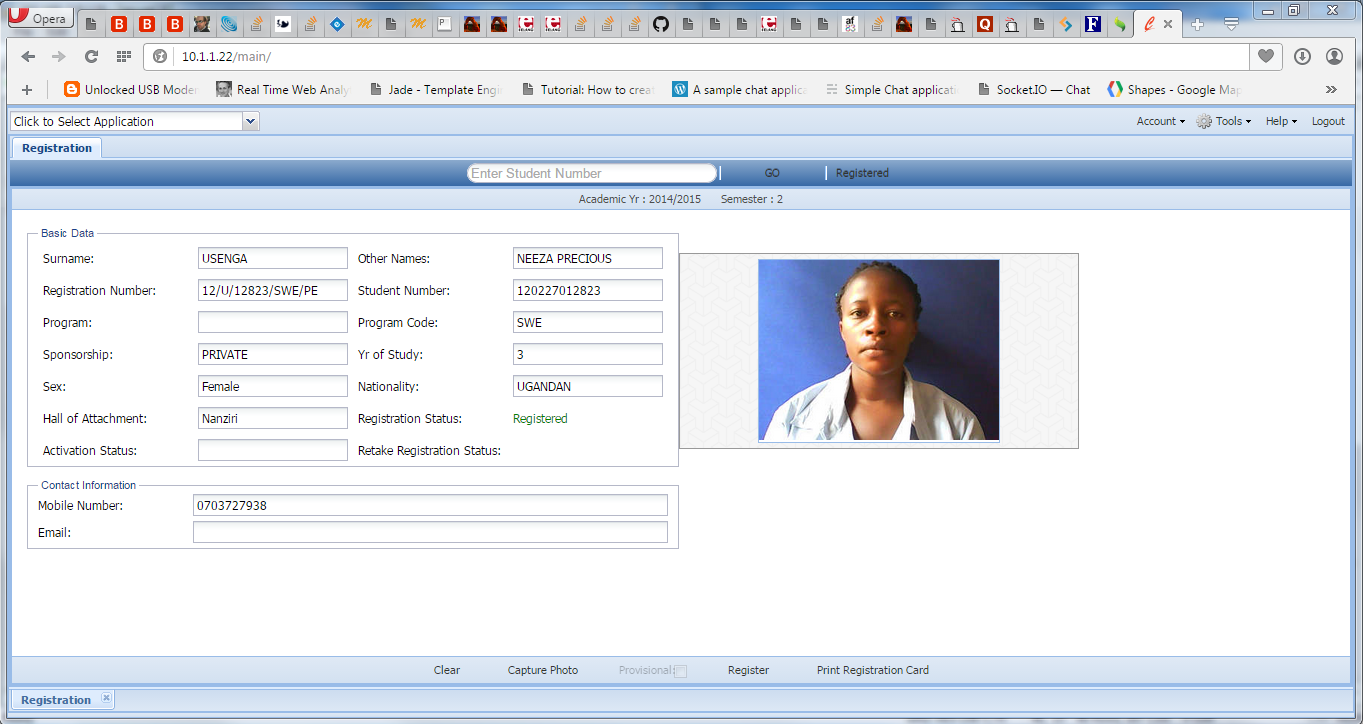 Opera
10.1.1.22/main/
Unlocked USB Moder
Real Time Web Analy
Jade - Template Engi
Tutorial: How to creat
A sample chat applica
Simple Chat applicati
Socket.IO — Chat
Shapes - Google Map
Click to Select Application
Account Tools Help Logout
Registration
Enter Student Number GO Registered
Academic Yr : 2014/2015 Semester : 2
Basic Data
Surname: USENGA Other Names: NEEZA PRECIOUS
Registration Number: 12/U/12823/SWE/PE Student Number: 120227012823
Program: Program Code: SWE
Sponsorship: PRIVATE Yr of Study: 3
Sex: Female Nationality: UGANDAN
Hall of Attachment: Nanziri Registration Status: Registered
Activation Status: Retake Registration Status:
Contact Information
Mobile Number: 0703727938
Email:
Clear Capture Photo Provisional: Register Print Registration Card
Registration